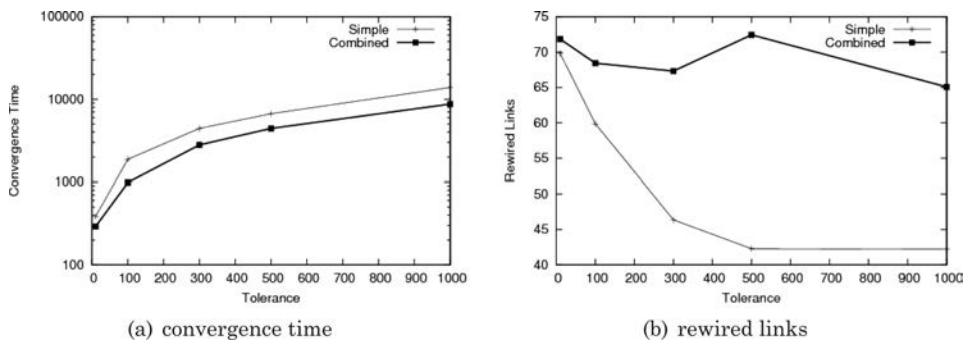 100000
10000
1000
100
Convergence Time
Simple
Combined
0 100 200 300 400 500 600 700 800 900 1000
Tolerance
(a) convergence time
75
70
65
60
55
50
45
40
Rewired Links
Simple
Combined
0 100 200 300 400 500 600 700 800 900 1000
Tolerance
(b) rewired links